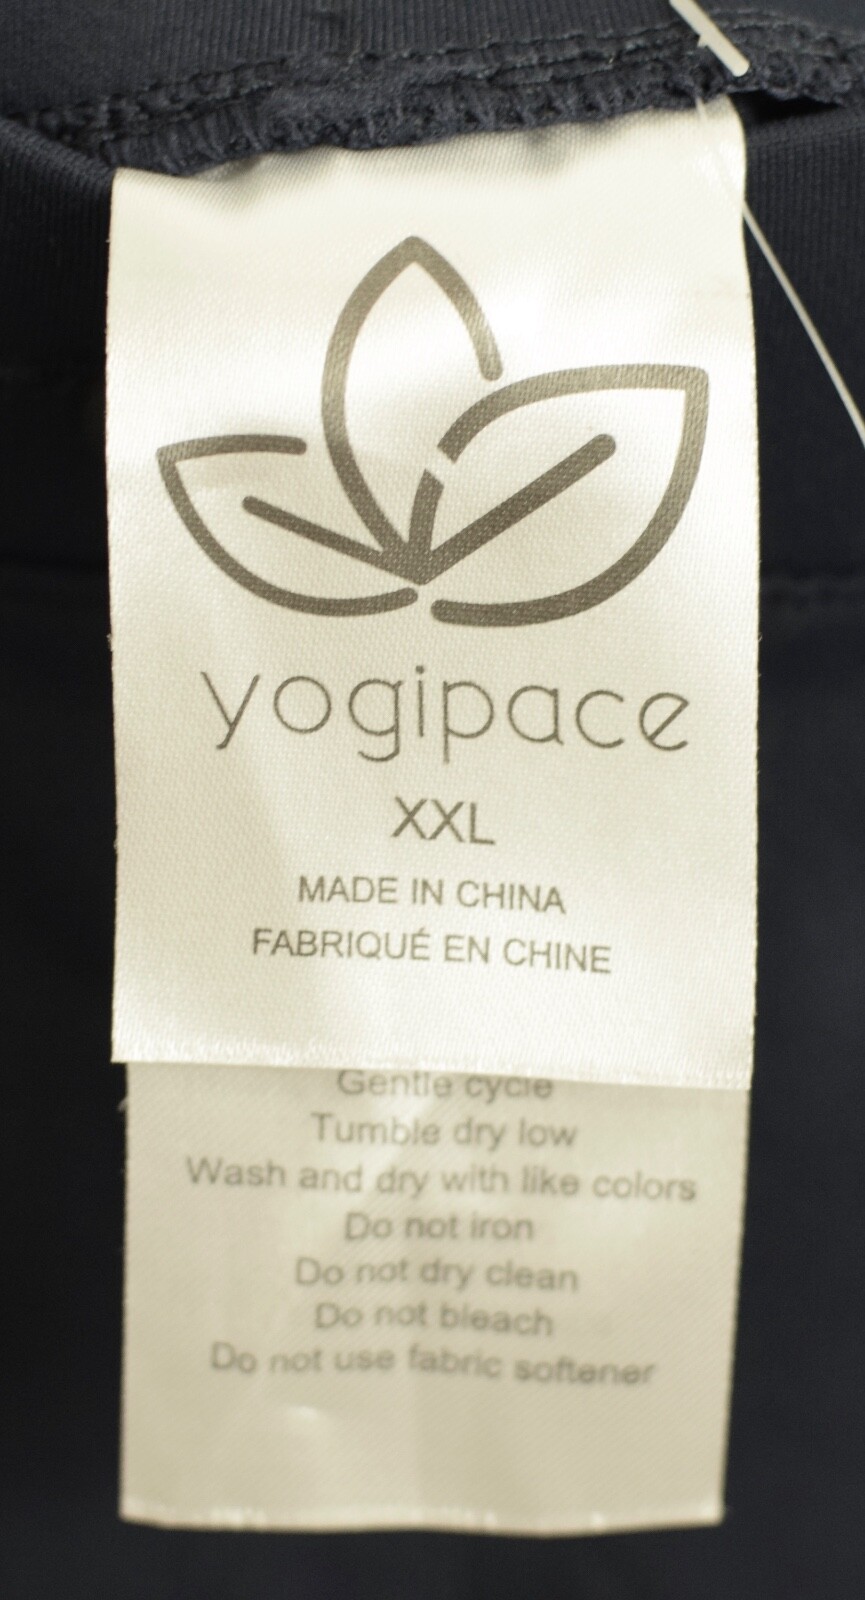 yogipace
XXL
MADE IN CHINA
FABRIQUÉ EN CHINE
Gentle cycle
Tumble dry low
Wash and dry with like colors
Do not iron
Do not dry clean
Do not bleach
Do not use fabric softener